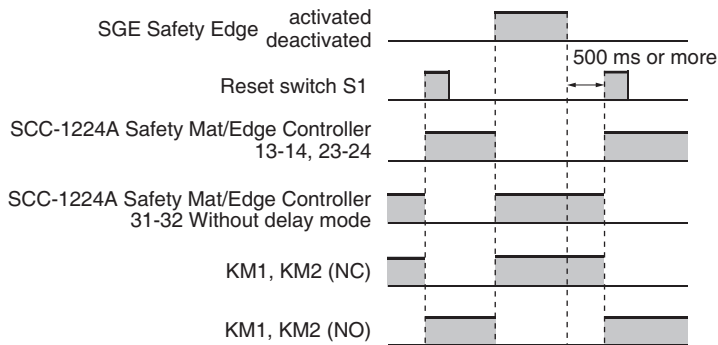 SGE Safety Edge activated
deactivated
500 ms or more
Reset switch S1
SCC-1224A Safety Mat/Edge Controller
13-14, 23-24
SCC-1224A Safety Mat/Edge Controller
31-32 Without delay mode
KM1, KM2 (NC)
KM1, KM2 (NO)